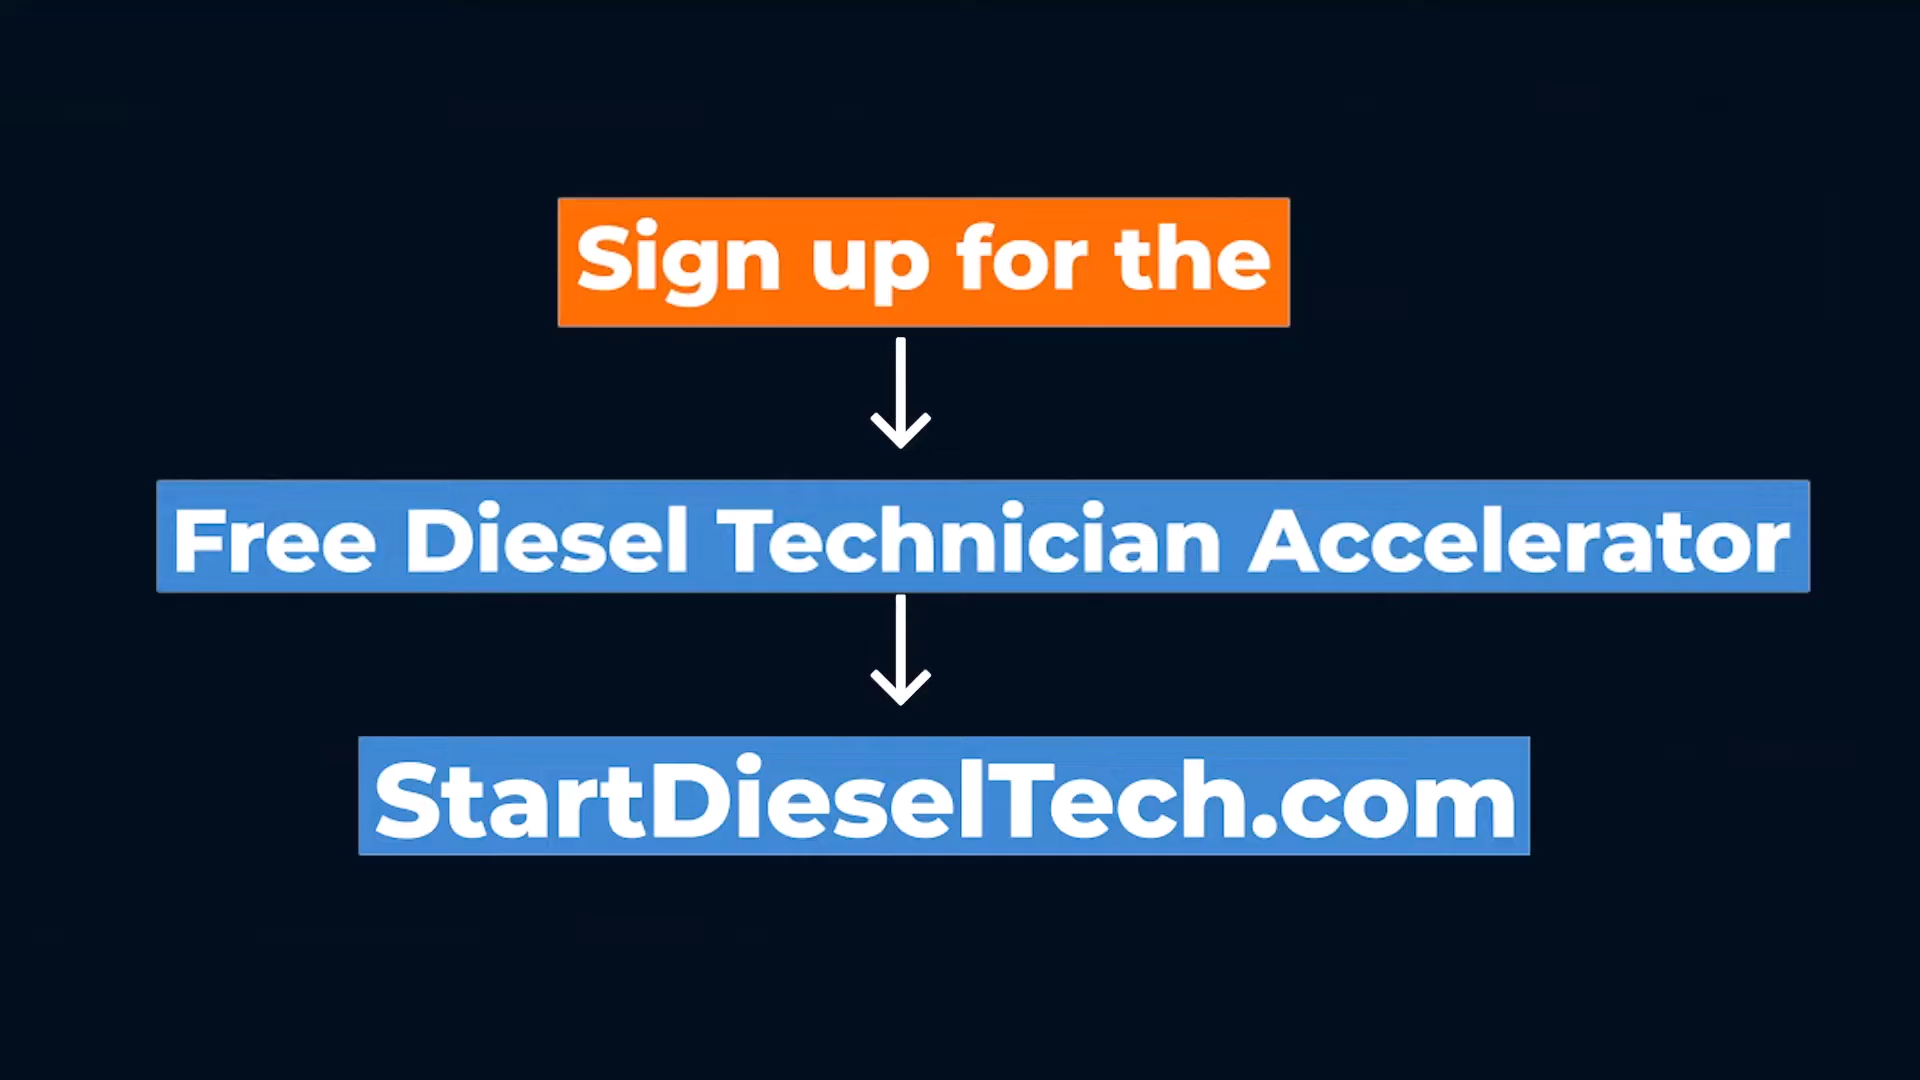 Sign up for the
Free Diesel Technician Accelerator
StartDieselTech.com